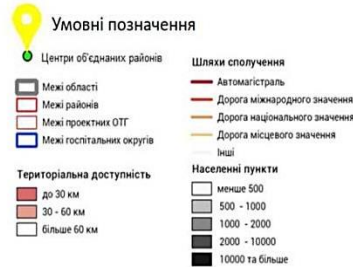 Умовні позначення
Центри об'єднаних районів
Межі області
Межі районів
Межі проектних ОТГ
Межі госпітальних округів
Територіальна доступність
до 30 км
30 - 60 км
більше 60 км
Шляхи сполучення
Автомагістраль
Дорога міжнародного значення
Дорога національного значення
Дорога місцевого значення
Інші
Населенні пункти
менше 500
500 - 1000
1000 - 2000
2000 - 10000
10000 та більше